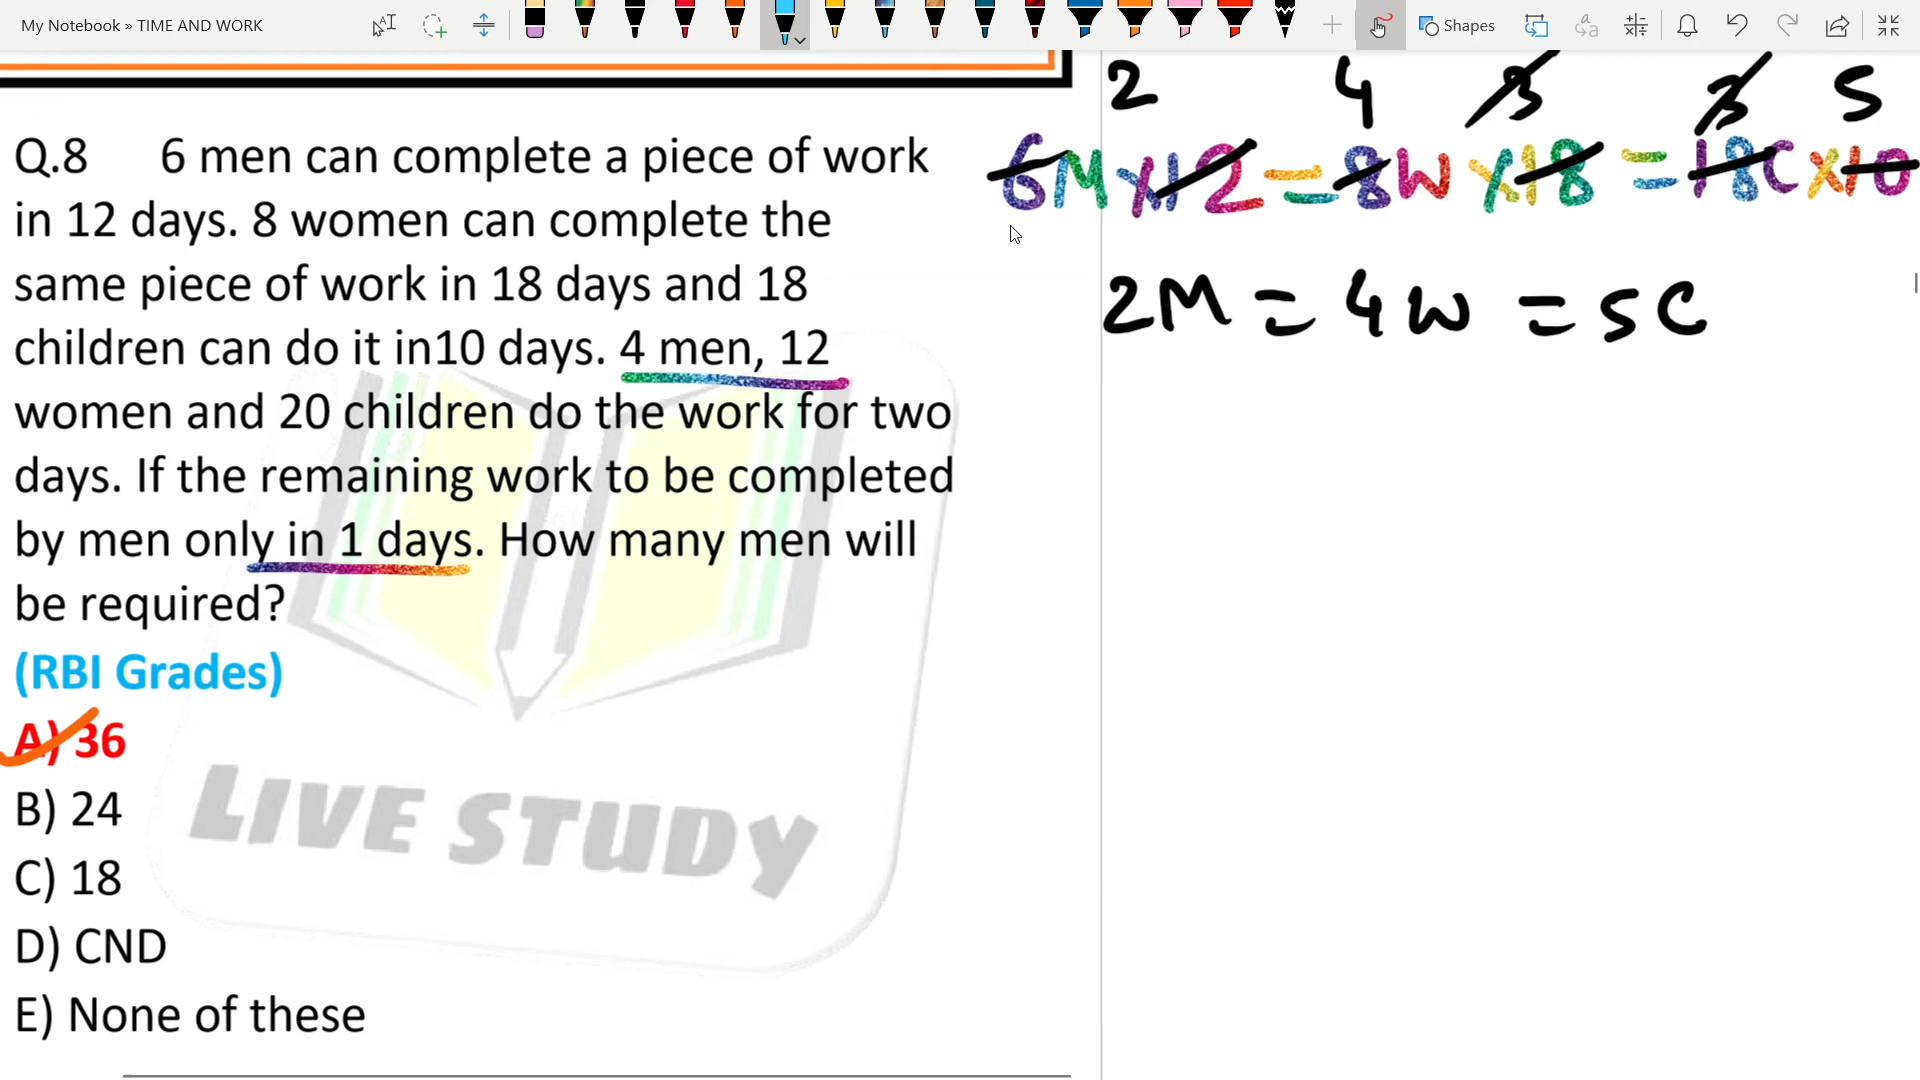 My Notebook » TIME AND WORK
Shapes
Q.8 6 men can complete a piece of work
in 12 days. 8 women can complete the
same piece of work in 18 days and 18
children can do it in10 days. 4 men, 12
women and 20 children do the work for two
days. If the remaining work to be completed
by men only in 1 days. How many men will
be required?
(RBI Grades)
A) 36
B) 24
C) 18
D) CND
E) None of these
LIVE STUDY
2 4 3 3 5
6M x12 = 8W x18 = 18C x10
2M = 4W = 5C